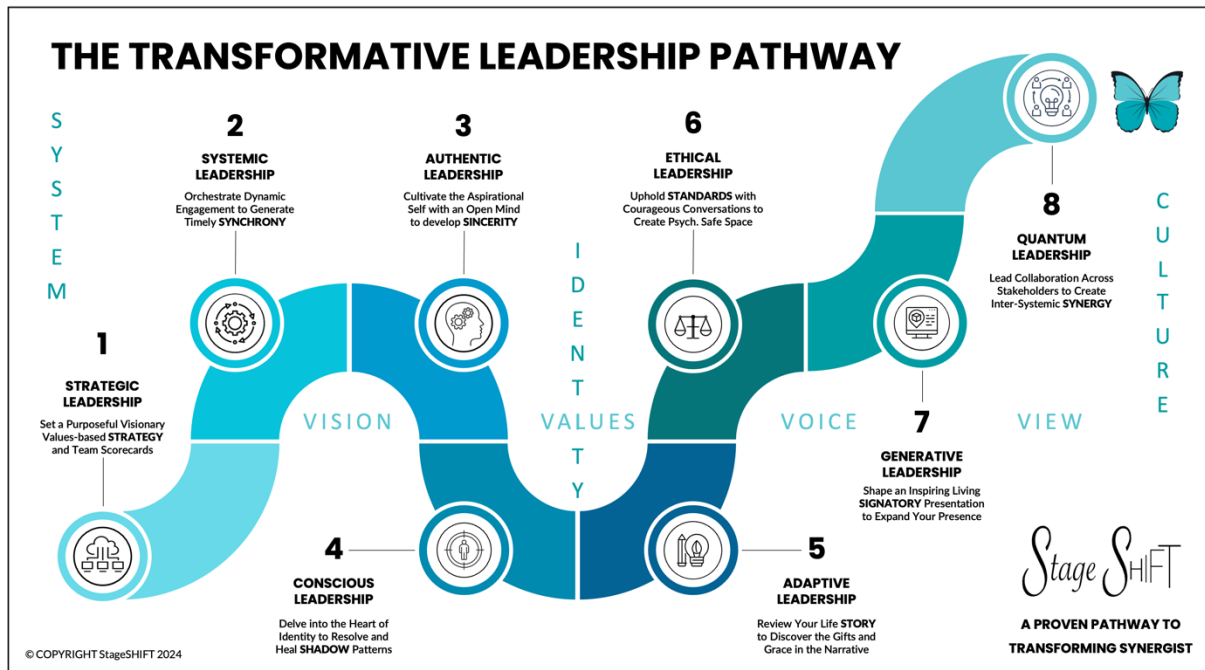 THE TRANSFORMATIVE LEADERSHIP PATHWAY
SYSTEM
1
STRATEGIC
LEADERSHIP
Set a Purposeful Visionary
Values-based STRATEGY
and Team Scorecards
2
SYSTEMIC
LEADERSHIP
Orchestrate Dynamic
Engagement to Generate
Timely SYNCHRONY
VISION
3
AUTHENTIC
LEADERSHIP
Cultivate the Aspirational
Self with an Open Mind
to develop SINCERITY
4
CONSCIOUS
LEADERSHIP
Delve into the Heart of
Identity to Resolve and
Heal SHADOW Patterns
IDENTITY
VALUES
5
ADAPTIVE
LEADERSHIP
Review Your Life STORY
to Discover the Gifts and
Grace in the Narrative
6
ETHICAL
LEADERSHIP
Uphold STANDARDS with
Courageous Conversations to
Create Psych. Safe Space
VOICE
7
GENERATIVE
LEADERSHIP
Shape an Inspiring Living
SIGNATORY Presentation
to Expand Your Presence
8
QUANTUM
LEADERSHIP
Lead Collaboration Across
Stakeholders to Create
Inter-Systemic SYNERGY
VIEW
CULTURE
Stage SHIFT
A PROVEN PATHWAY TO
TRANSFORMING SYNERGIST
© COPYRIGHT StageSHIFT 2024